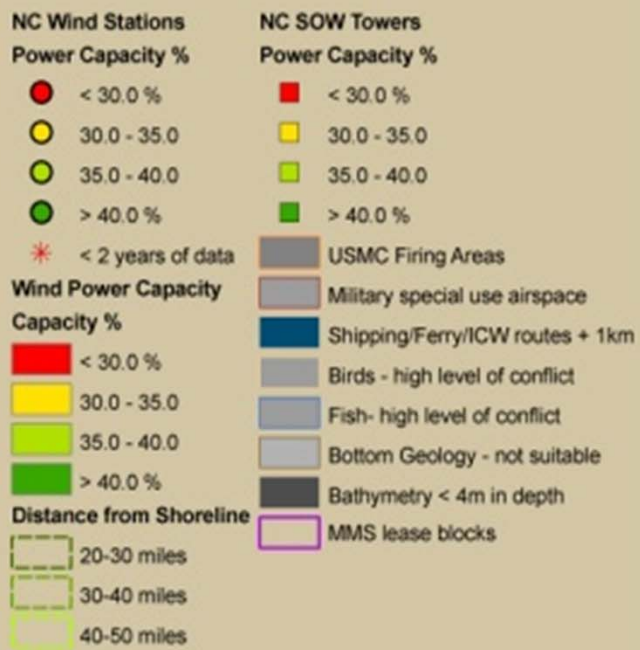 NC Wind Stations
Power Capacity %
< 30.0 %
30.0 - 35.0
35.0 - 40.0
> 40.0 %
< 2 years of data
Wind Power Capacity
Capacity %
< 30.0 %
30.0 - 35.0
35.0 - 40.0
> 40.0 %
Distance from Shoreline
20-30 miles
30-40 miles
40-50 miles
NC SOW Towers
Power Capacity %
< 30.0 %
30.0 - 35.0
35.0 - 40.0
> 40.0 %
USMC Firing Areas
Military special use airspace
Shipping/Ferry/ICW routes + 1km
Birds - high level of conflict
Fish- high level of conflict
Bottom Geology - not suitable
Bathymetry < 4m in depth
MMS lease blocks